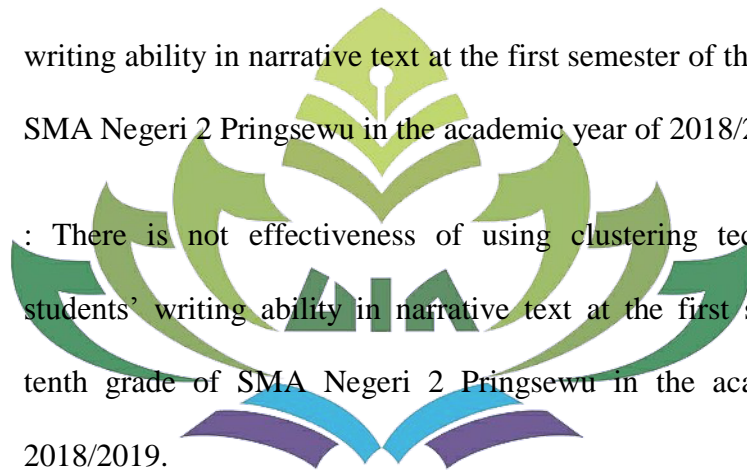 writing ability in narrative text at the first semester of the
SMA Negeri 2 Pringsewu in the academic year of 2018/2
: There is not effectiveness of using clustering tec
students’ writing ability in narrative text at the first s
tenth grade of SMA Negeri 2 Pringsewu in the aca
2018/2019.